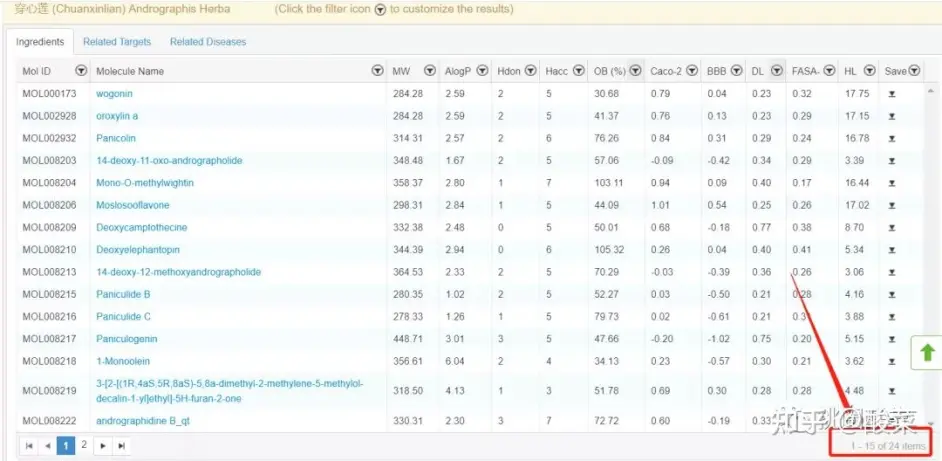 穿心莲 (Chuanxinlian) Andrographis Herba (Click the filter icon to customize the results)
Ingredients Related Targets Related Diseases
Mol ID Molecule Name MW AlogP Hdon Hacc OB (%) Caco-2 BBB DL FASA- HL Save
MOL000173 wogonin 284.28 2.59 2 5 30.68 0.79 0.04 0.23 0.32 17.75
MOL002928 oroxylin a 284.28 2.59 2 5 41.37 0.76 0.13 0.23 0.29 17.15
MOL002932 Panicolin 314.31 2.57 2 6 76.26 0.84 0.31 0.29 0.24 16.78
MOL008203 14-deoxy-11-oxo-andrographolide 348.48 1.67 2 5 57.06 -0.09 -0.42 0.34 0.29 3.39
MOL008204 Mono-O-methylwightin 358.37 2.80 1 7 103.11 0.94 0.09 0.40 0.17 16.44
MOL008206 Moslosooflavone 298.31 2.84 1 5 44.09 1.01 0.54 0.25 0.26 17.02
MOL008209 Deoxycamptothecine 332.38 2.48 0 5 50.01 0.68 -0.18 0.77 0.38 8.70
MOL008210 Deoxyelephantopin 344.39 2.94 0 6 105.32 0.26 0.04 0.40 0.41 5.34
MOL008213 14-deoxy-12-methoxyandrographolide 364.53 2.33 2 5 70.29 -0.03 -0.39 0.36 0.26 3.06
MOL008215 Paniculide B 280.35 1.02 2 5 52.27 0.03 -0.50 0.21 0.28 4.16
MOL008216 Paniculide C 278.33 1.26 1 5 79.73 0.02 -0.61 0.21 3.88
MOL008217 Paniculogenin 448.71 3.01 3 5 47.66 -0.20 -1.02 0.75 0.20 5.15
MOL008218 1-Monoolein 356.61 6.04 2 4 34.13 0.23 -0.57 0.30 0.21 3.62
MOL008219 3-[2-[(1R,4aS,5R,8aS)-5,8a-dimethyl-2-methylene-5-methylol-
decalin-1-yl]ethyl]-5H-furan-2-one 318.50 4.13 1 3 51.78 0.69 0.30 0.28 0.28 4.48
MOL008222 andrographidine B_qt 330.31 2.30 3 7 72.72 0.60 -0.19 0.33
1 2 1 - 15 of 24 items